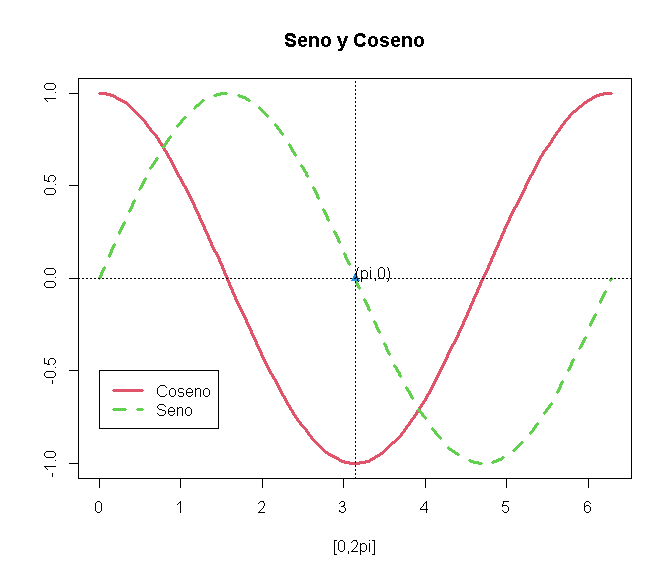 Seno y Coseno
1.0
0.5
0.0
-0.5
-1.0
(pi,0)
Coseno
Seno
0 1 2 3 4 5 6
[0,2pi]